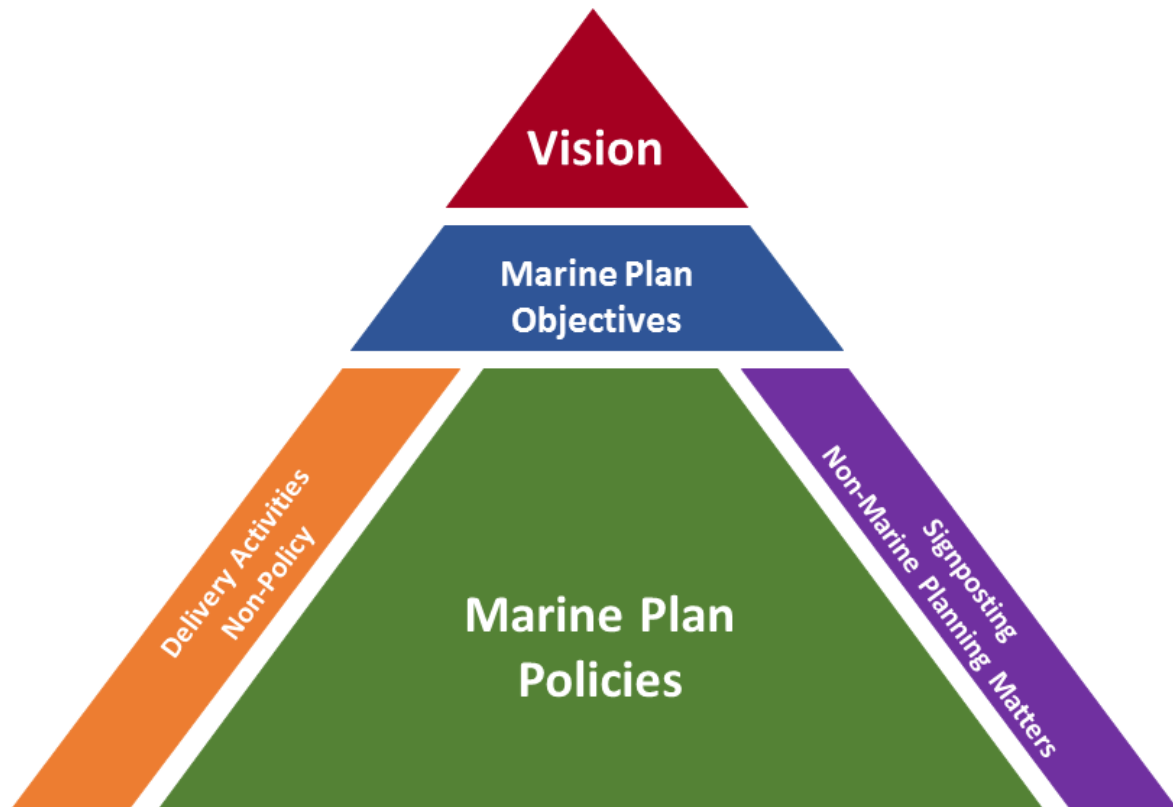 Vision
Marine Plan
Objectives
Delivery Activities
Non-Policy
Marine Plan
Policies
Signposting
Non-Marine Planning Matters